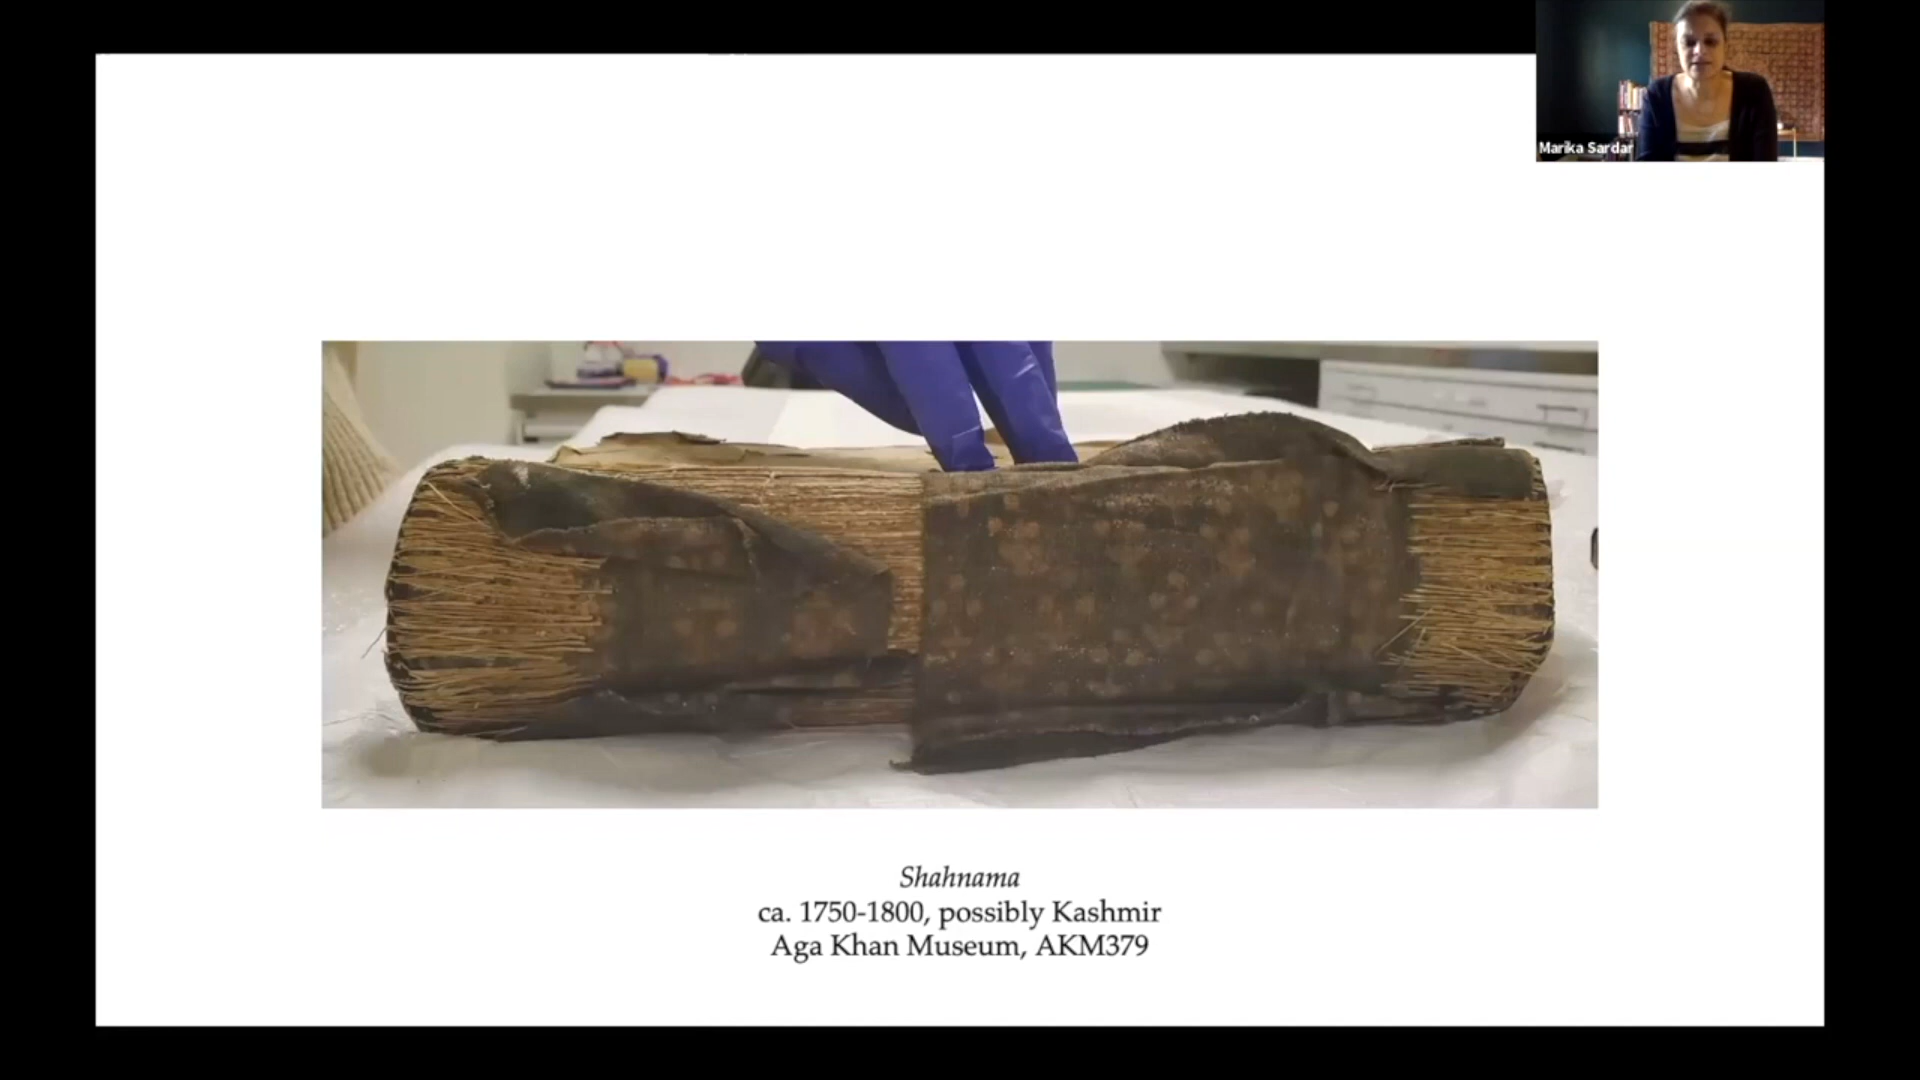 Marika Sardar
Shahnama
ca. 1750-1800, possibly Kashmir
Aga Khan Museum, AKM379